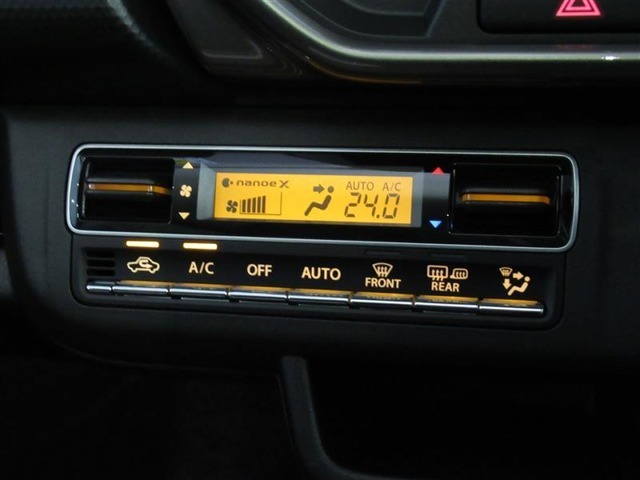 nanoe X
AUTO A/C
24.0
A/C OFF AUTO FRONT REAR